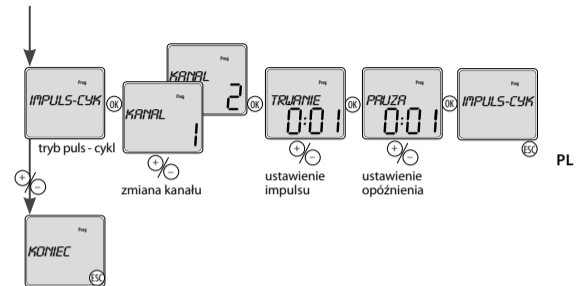 Prog
IMPULS-CYK
OK
tryb puls - cykl
Prog
KANAL
1
Prog
KANAL
2
+/−
zmiana kanału
OK
Prog
TRWANIE
0:01
+/−
ustawienie
impulsu
OK
Prog
PAUZA
0:01
+/−
ustawienie
opóźnienia
OK
Prog
IMPULS-CYK
ESC
PL
+/−
Prog
KONIEC
ESC